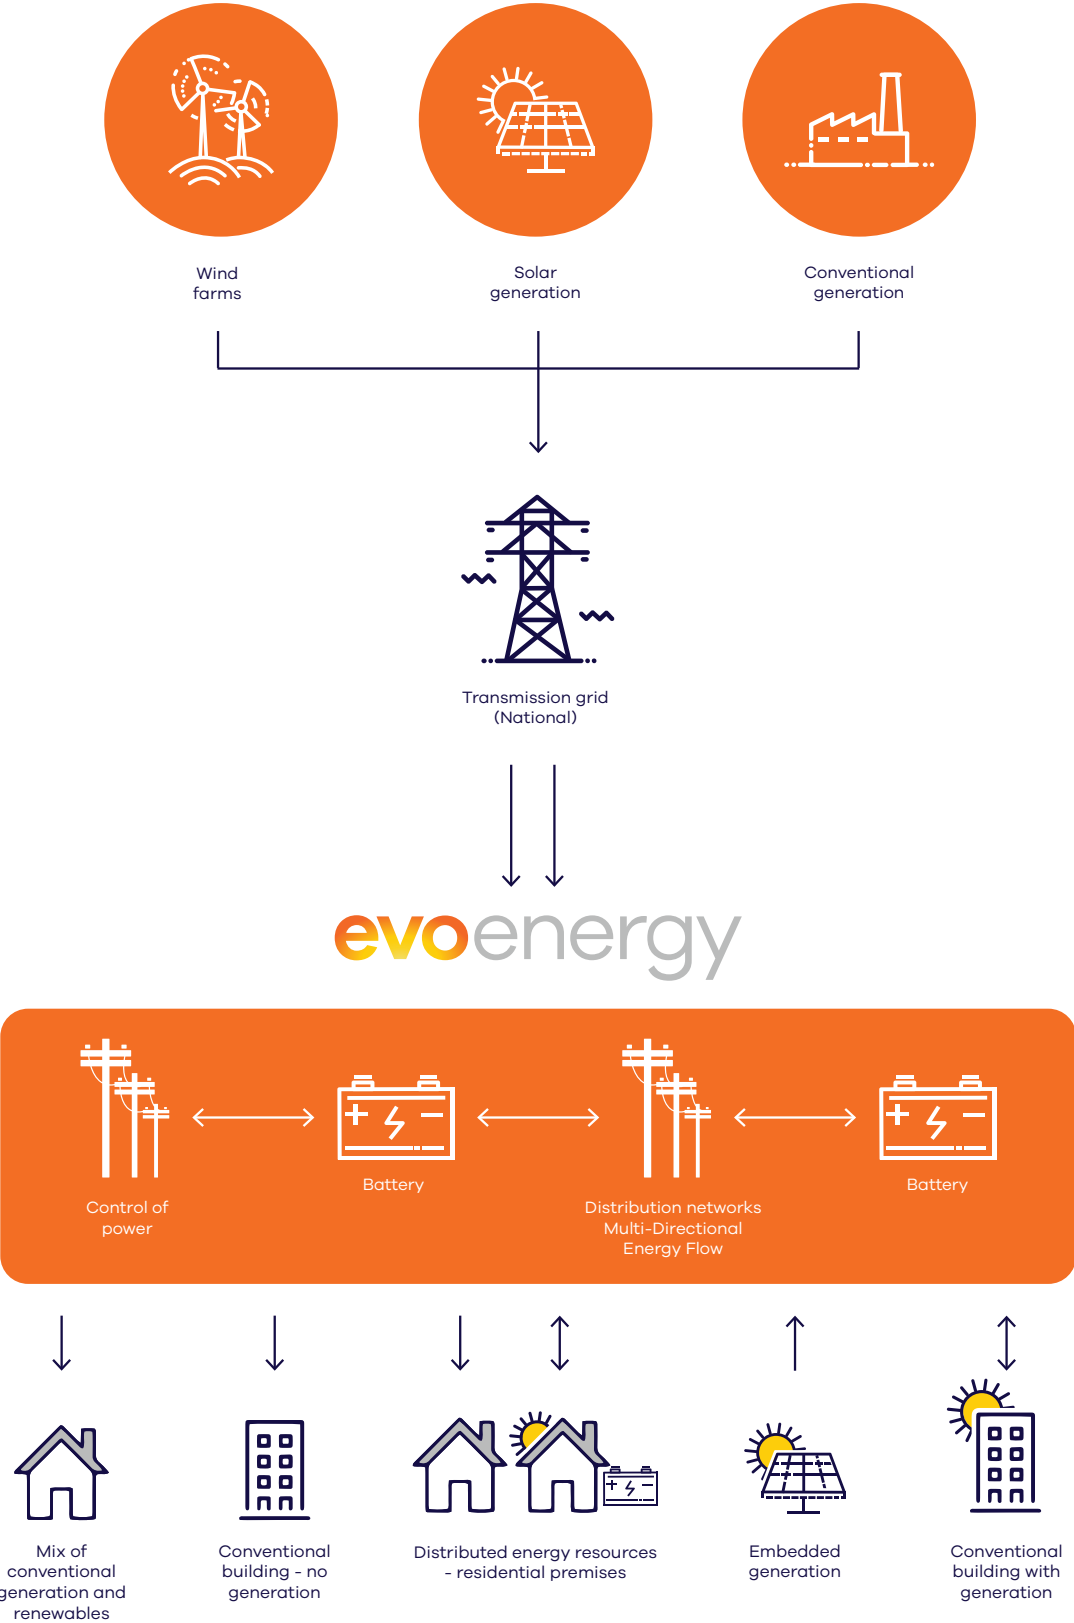 Wind
farms
Solar
generation
Conventional
generation
Transmission grid
(National)
evoenergy
Control of
power
Battery
Distribution networks
Multi-Directional
Energy Flow
Battery
Mix of
conventional
generation and
renewables
Conventional
building - no
generation
Distributed energy resources
- residential premises
Embedded
generation
Conventional
building with
generation